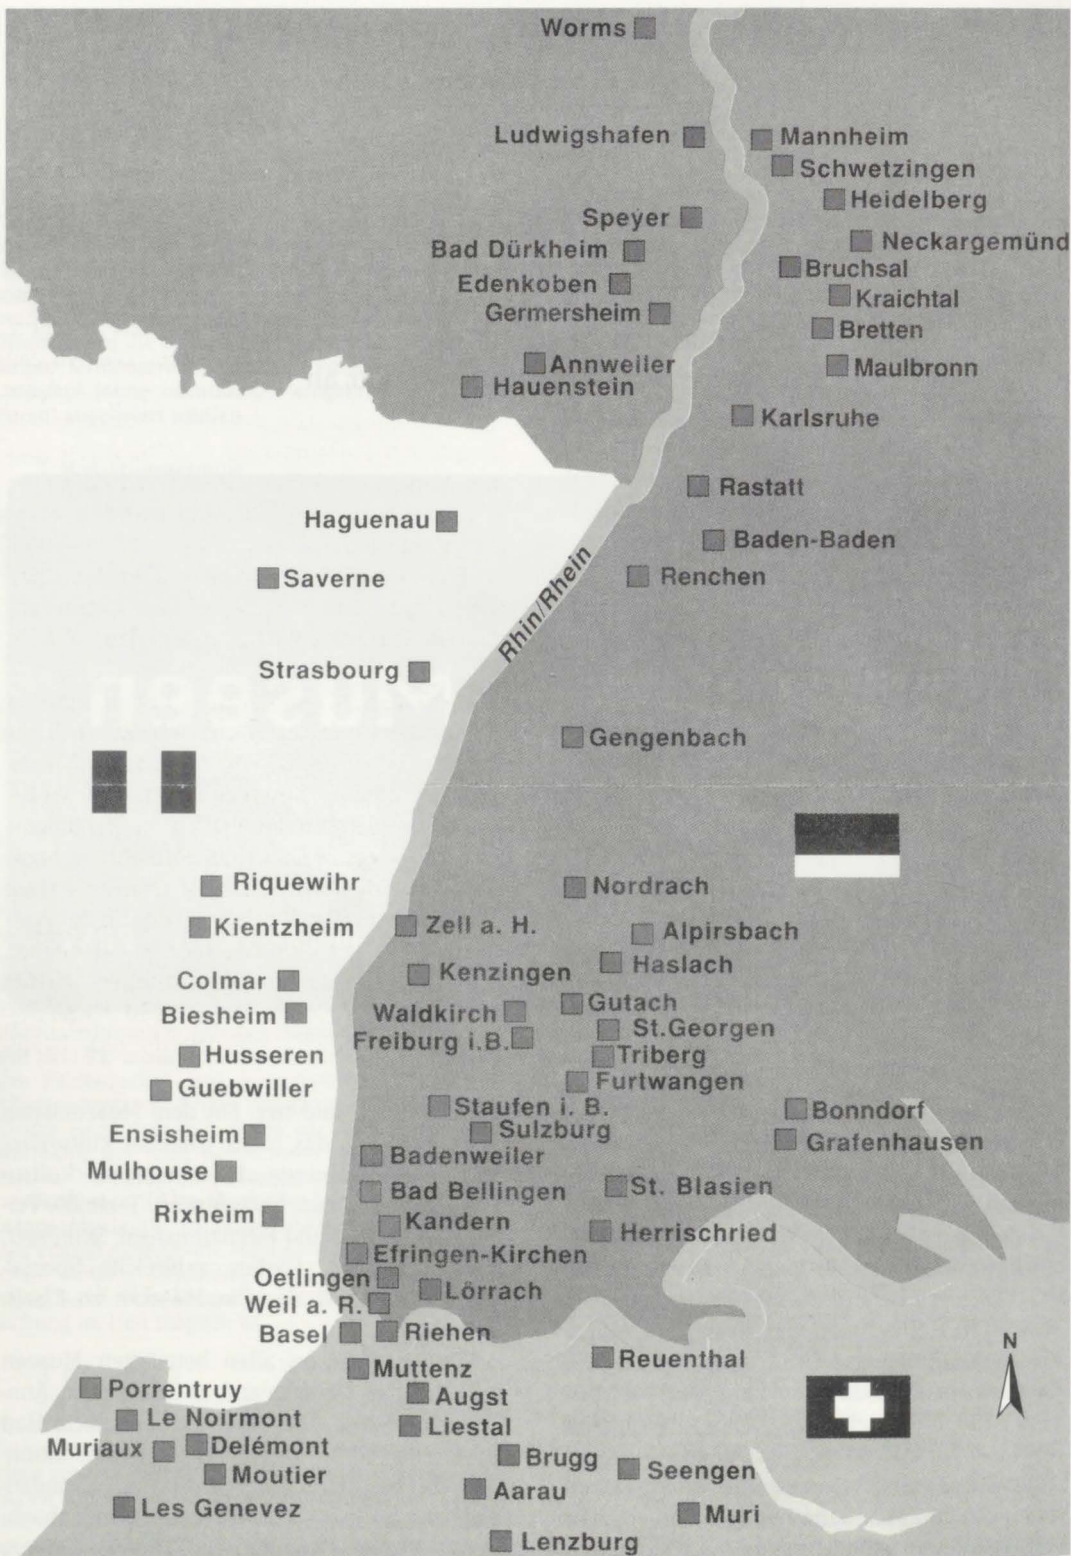 Worms
Ludwigshafen
Mannheim
Schwetzingen
Heidelberg
Speyer
Neckargemünd
Bad Dürkheim
Bruchsal
Edenkoben
Kraichtal
Germersheim
Bretten
Annweiler
Maulbronn
Hauenstein
Karlsruhe
Rastatt
Haguenau
Baden-Baden
Saverne
Renchen
Rhin/Rhein
Strasbourg
Museen
Gengenbach
Riquewihr
Nordrach
Kientzheim
Zell a. H.
Alpirsbach
Haslach
Colmar
Kenzingen
Biesheim
Waldkirch
Gutach
Freiburg i.B.
St.Georgen
Husseren
Triberg
Guebwiller
Furtwangen
Staufen i. B.
Bonndorf
Ensisheim
Sulzburg
Grafenhausen
Badenweiler
Mulhouse
Bad Bellingen
St. Blasien
Rixheim
Kandern
Herrischried
Efringen-Kirchen
Oetlingen
Lörrach
Weil a. R.
Basel
Riehen
N
Reuenthal
Muttenz
Porrentruy
Augst
Le Noirmont
Liestal
Muriaux
Delémont
Brugg
Moutier
Seengen
Aarau
Les Genevez
Muri
Lenzburg